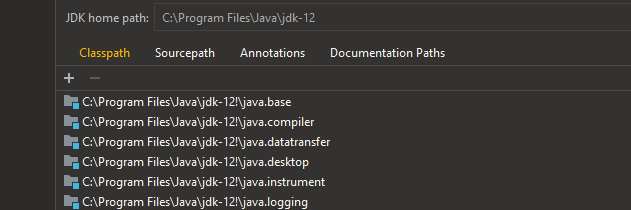 JDK home path: C:\Program Files\Java\jdk-12
Classpath Sourcepath Annotations Documentation Paths
C:\Program Files\Java\jdk-12!\java.base
C:\Program Files\Java\jdk-12!\java.compiler
C:\Program Files\Java\jdk-12!\java.datatransfer
C:\Program Files\Java\jdk-12!\java.desktop
C:\Program Files\Java\jdk-12!\java.instrument
C:\Program Files\Java\jdk-12!\java.logging